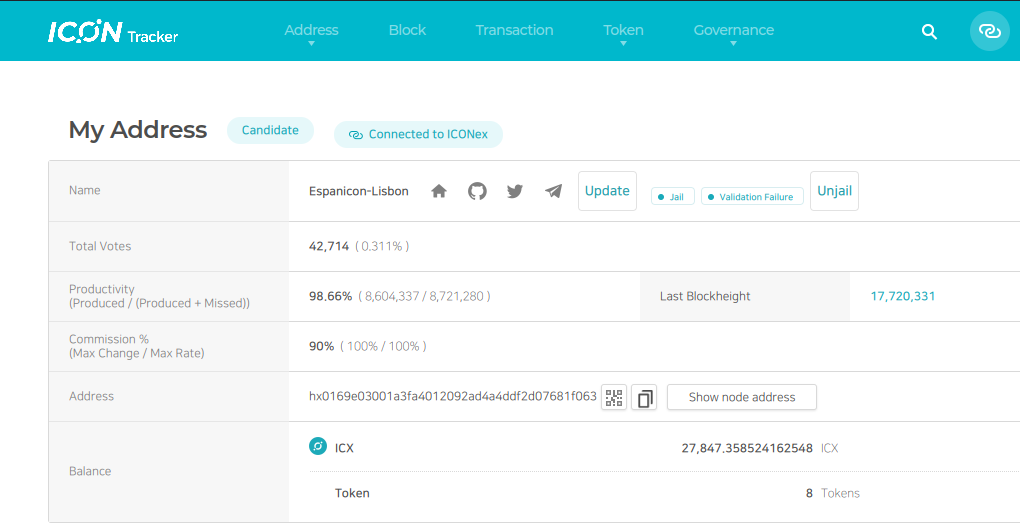 ICON Tracker Address Block Transaction Token Governance
My Address Candidate Connected to ICONex
Name Espanicon-Lisbon Update Jail Validation Failure Unjail
Total Votes 42,714 ( 0.311% )
Productivity
(Produced / (Produced + Missed)) 98.66% ( 8,604,337 / 8,721,280 ) Last Blockheight 17,720,331
Commission %
(Max Change / Max Rate) 90% ( 100% / 100% )
Address hx0169e03001a3fa4012092ad4a4ddf2d07681f063 Show node address
Balance ICX 27,847.358524162548 ICX
Token 8 Tokens